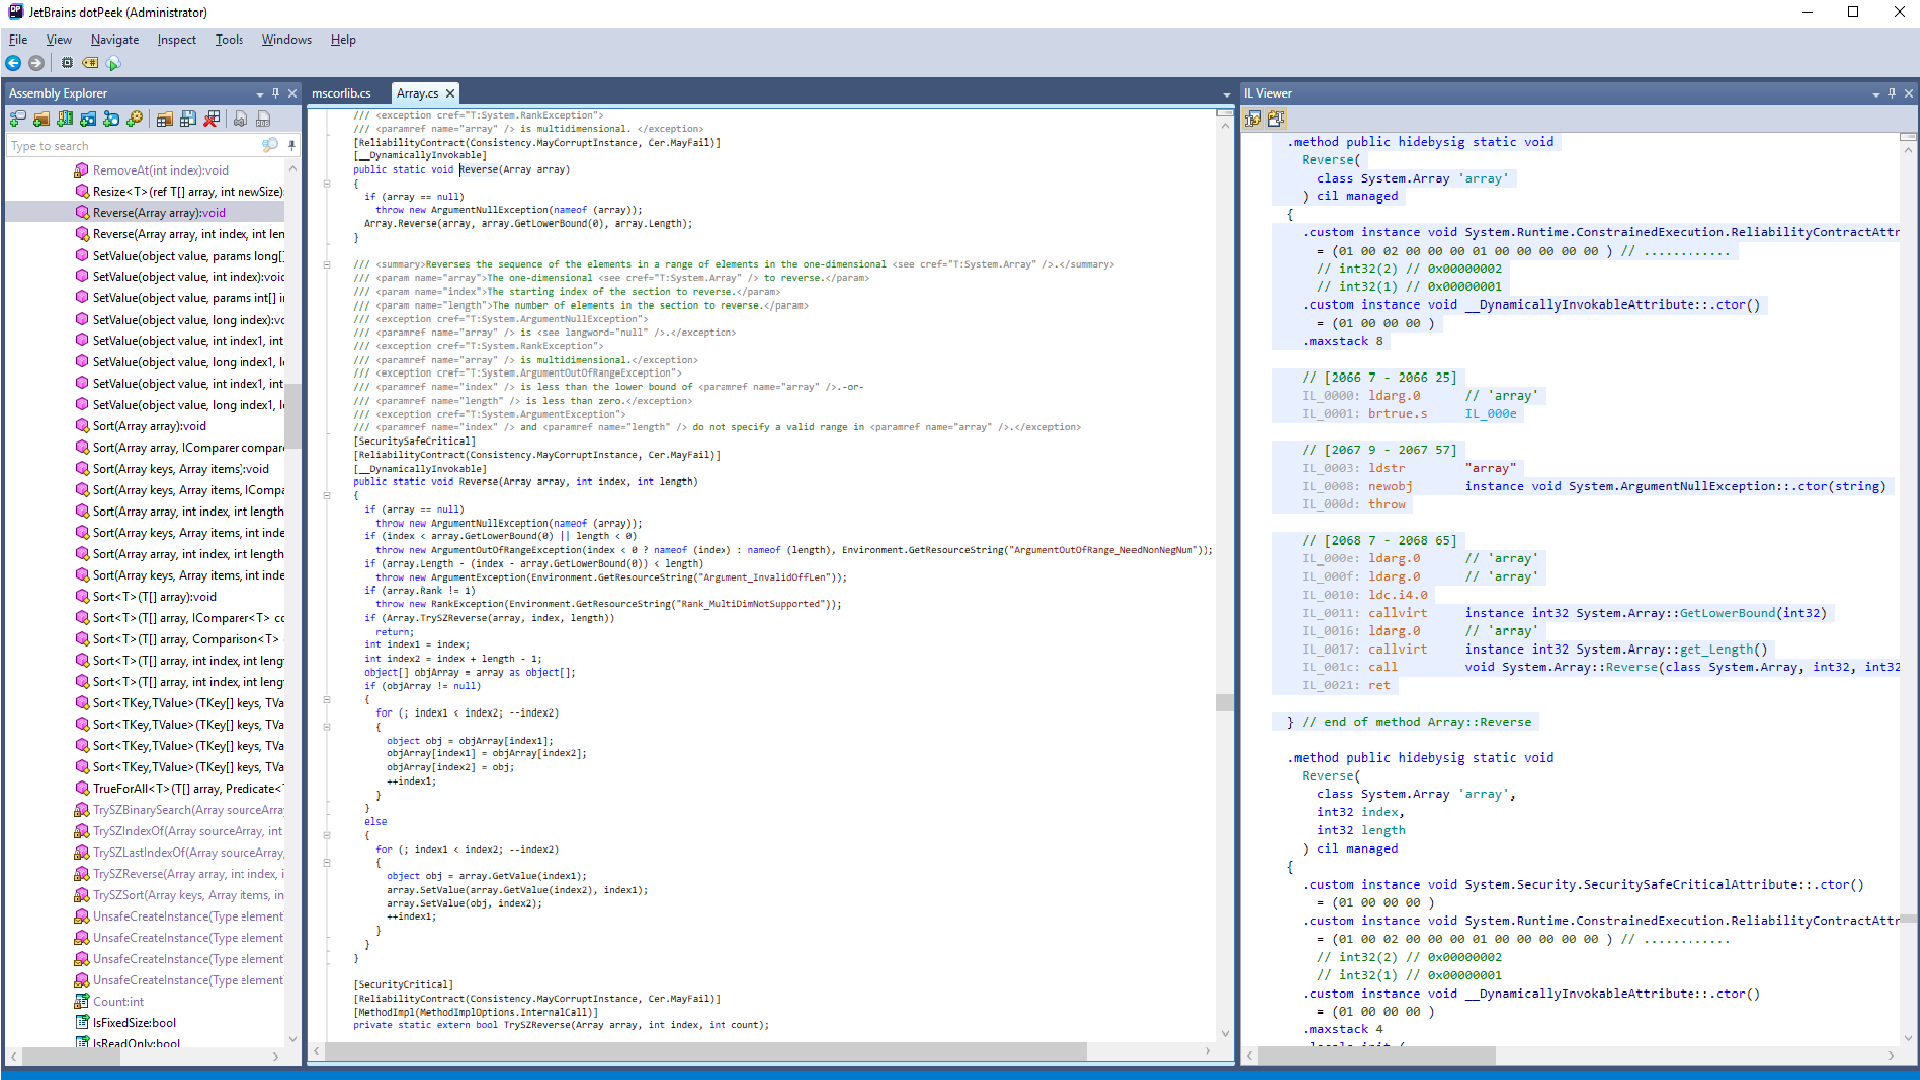 JetBrains dotPeek (Administrator)
File View Navigate Inspect Tools Windows Help
Assembly Explorer
Type to search
RemoveAt(int index):void
Resize<T>(ref T[] array, int newSize):
Reverse(Array array):void
Reverse(Array array, int index, int len
SetValue(object value, params long[]
SetValue(object value, int index):void
SetValue(object value, params int[] i
SetValue(object value, long index):vo
SetValue(object value, int index1, int
SetValue(object value, long index1, l
SetValue(object value, int index1, int
SetValue(object value, long index1, l
Sort(Array array):void
Sort(Array array, IComparer compar
Sort(Array keys, Array items):void
Sort(Array keys, Array items, ICompa
Sort(Array array, int index, int length
Sort(Array keys, Array items, int inde
Sort(Array array, int index, int length
Sort(Array keys, Array items, int inde
Sort<T>(T[] array):void
Sort<T>(T[] array, IComparer<T> co
Sort<T>(T[] array, Comparison<T>
Sort<T>(T[] array, int index, int leng
Sort<T>(T[] array, int index, int leng
Sort<TKey,TValue>(TKey[] keys, TVa
Sort<TKey,TValue>(TKey[] keys, TVa
Sort<TKey,TValue>(TKey[] keys, TVa
Sort<TKey,TValue>(TKey[] keys, TVa
TrueForAll<T>(T[] array, Predicate<T
TrySZBinarySearch(Array sourceArra
TrySZIndexOf(Array sourceArray, int
TrySZLastIndexOf(Array sourceArray,
TrySZReverse(Array array, int index, i
TrySZSort(Array keys, Array items, in
UnsafeCreateInstance(Type element
UnsafeCreateInstance(Type element
UnsafeCreateInstance(Type element
UnsafeCreateInstance(Type element
Count:int
IsFixedSize:bool
IsReadOnly:bool
mscorlib.cs Array.cs
/// <exception cref="T:System.RankException">
/// <paramref name="array" /> is multidimensional. </exception>
[ReliabilityContract(Consistency.MayCorruptInstance, Cer.MayFail)]
[__DynamicallyInvokable]
public static void Reverse(Array array)
{
if (array == null)
throw new ArgumentNullException(nameof (array));
Array.Reverse(array, array.GetLowerBound(0), array.Length);
}
/// <summary>Reverses the sequence of the elements in a range of elements in the one-dimensional <see cref="T:System.Array" />.</summary>
/// <param name="array">The one-dimensional <see cref="T:System.Array" /> to reverse.</param>
/// <param name="index">The starting index of the section to reverse.</param>
/// <param name="length">The number of elements in the section to reverse.</param>
/// <exception cref="T:System.ArgumentNullException">
/// <paramref name="array" /> is <see langword="null" />.</exception>
/// <exception cref="T:System.RankException">
/// <paramref name="array" /> is multidimensional.</exception>
/// <exception cref="T:System.ArgumentOutOfRangeException">
/// <paramref name="index" /> is less than the lower bound of <paramref name="array" />.-or-
/// <paramref name="length" /> is less than zero.</exception>
/// <exception cref="T:System.ArgumentException">
/// <paramref name="index" /> and <paramref name="length" /> do not specify a valid range in <paramref name="array" />.</exception>
[SecuritySafeCritical]
[ReliabilityContract(Consistency.MayCorruptInstance, Cer.MayFail)]
[__DynamicallyInvokable]
public static void Reverse(Array array, int index, int length)
{
if (array == null)
throw new ArgumentNullException(nameof (array));
if (index < array.GetLowerBound(0) || length < 0)
throw new ArgumentOutOfRangeException(index < 0 ? nameof (index) : nameof (length), Environment.GetResourceString("ArgumentOutOfRange_NeedNonNegNum"));
if (array.Length - (index - array.GetLowerBound(0)) < length)
throw new ArgumentException(Environment.GetResourceString("Argument_InvalidOffLen"));
if (array.Rank != 1)
throw new RankException(Environment.GetResourceString("Rank_MultiDimNotSupported"));
if (Array.TrySZReverse(array, index, length))
return;
int index1 = index;
int index2 = index + length - 1;
object[] objArray = array as object[];
if (objArray != null)
{
for (; index1 < index2; --index2)
{
object obj = objArray[index1];
objArray[index1] = objArray[index2];
objArray[index2] = obj;
++index1;
}
}
else
{
for (; index1 < index2; --index2)
{
object obj = array.GetValue(index1);
array.SetValue(array.GetValue(index2), index1);
array.SetValue(obj, index2);
++index1;
}
}
}
[SecurityCritical]
[ReliabilityContract(Consistency.MayCorruptInstance, Cer.MayFail)]
[MethodImpl(MethodImplOptions.InternalCall)]
private static extern bool TrySZReverse(Array array, int index, int count);
IL Viewer
.method public hidebysig static void
Reverse(
class System.Array 'array'
) cil managed
{
.custom instance void System.Runtime.ConstrainedExecution.ReliabilityContractAttr
= (01 00 02 00 00 00 01 00 00 00 00 00 ) // ............
// int32(2) // 0x00000002
// int32(1) // 0x00000001
.custom instance void __DynamicallyInvokableAttribute::.ctor()
= (01 00 00 00 )
.maxstack 8
// [2066 7 - 2066 25]
IL_0000: ldarg.0 // 'array'
IL_0001: brtrue.s IL_000e
// [2067 9 - 2067 57]
IL_0003: ldstr "array"
IL_0008: newobj instance void System.ArgumentNullException::.ctor(string)
IL_000d: throw
// [2068 7 - 2068 65]
IL_000e: ldarg.0 // 'array'
IL_000f: ldarg.0 // 'array'
IL_0010: ldc.i4.0
IL_0011: callvirt instance int32 System.Array::GetLowerBound(int32)
IL_0016: ldarg.0 // 'array'
IL_0017: callvirt instance int32 System.Array::get_Length()
IL_001c: call void System.Array::Reverse(class System.Array, int32, int32
IL_0021: ret
} // end of method Array::Reverse
.method public hidebysig static void
Reverse(
class System.Array 'array',
int32 index,
int32 length
) cil managed
{
.custom instance void System.Security.SecuritySafeCriticalAttribute::.ctor()
= (01 00 00 00 )
.custom instance void System.Runtime.ConstrainedExecution.ReliabilityContractAttr
= (01 00 02 00 00 00 01 00 00 00 00 00 ) // ............
// int32(2) // 0x00000002
// int32(1) // 0x00000001
.custom instance void __DynamicallyInvokableAttribute::.ctor()
= (01 00 00 00 )
.maxstack 4
.locals init (